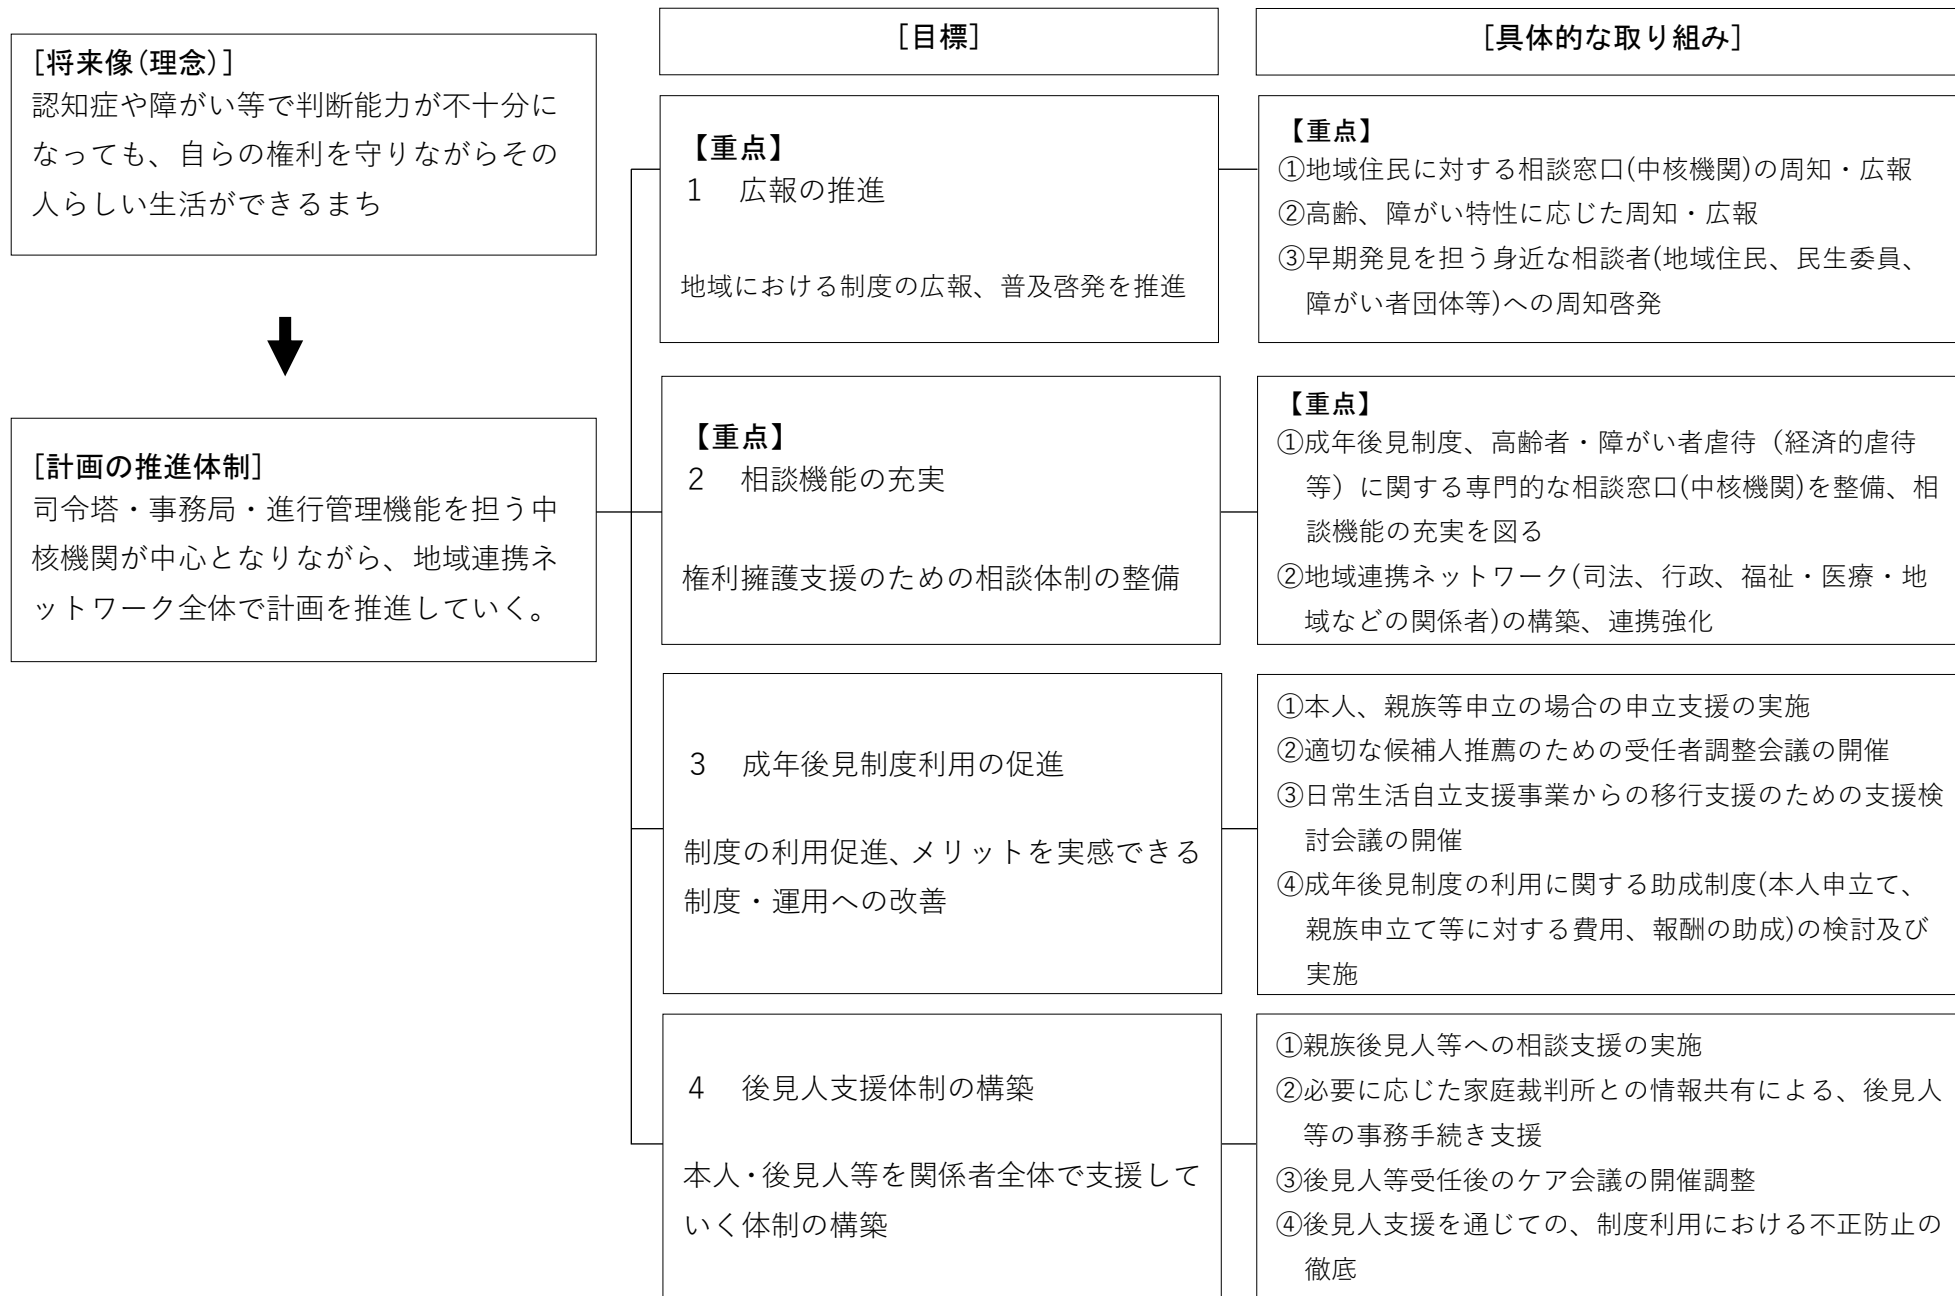 [将来像(理念)]
認知症や障がい等で判断能力が不十分に
なっても、自らの権利を守りながらその
人らしい生活ができるまち
[計画の推進体制]
司令塔・事務局・進行管理機能を担う中
核機関が中心となりながら、地域連携ネ
ットワーク全体で計画を推進していく。
[目標]
[具体的な取り組み]
【重点】
1 広報の推進
地域における制度の広報、普及啓発を推進
【重点】
①地域住民に対する相談窓口(中核機関)の周知・広報
②高齢、障がい特性に応じた周知・広報
③早期発見を担う身近な相談者(地域住民、民生委員、
障がい者団体等)への周知啓発
【重点】
2 相談機能の充実
権利擁護支援のための相談体制の整備
【重点】
①成年後見制度、高齢者・障がい者虐待（経済的虐待
等）に関する専門的な相談窓口(中核機関)を整備、相
談機能の充実を図る
②地域連携ネットワーク(司法、行政、福祉・医療・地
域などの関係者)の構築、連携強化
3 成年後見制度利用の促進
制度の利用促進、メリットを実感できる
制度・運用への改善
①本人、親族等申立の場合の申立支援の実施
②適切な候補人推薦のための受任者調整会議の開催
③日常生活自立支援事業からの移行支援のための支援検
討会議の開催
④成年後見制度の利用に関する助成制度(本人申立て、
親族申立て等に対する費用、報酬の助成)の検討及び
実施
4 後見人支援体制の構築
本人・後見人等を関係者全体で支援して
いく体制の構築
①親族後見人等への相談支援の実施
②必要に応じた家庭裁判所との情報共有による、後見人
等の事務手続き支援
③後見人等受任後のケア会議の開催調整
④後見人支援を通じての、制度利用における不正防止の
徹底